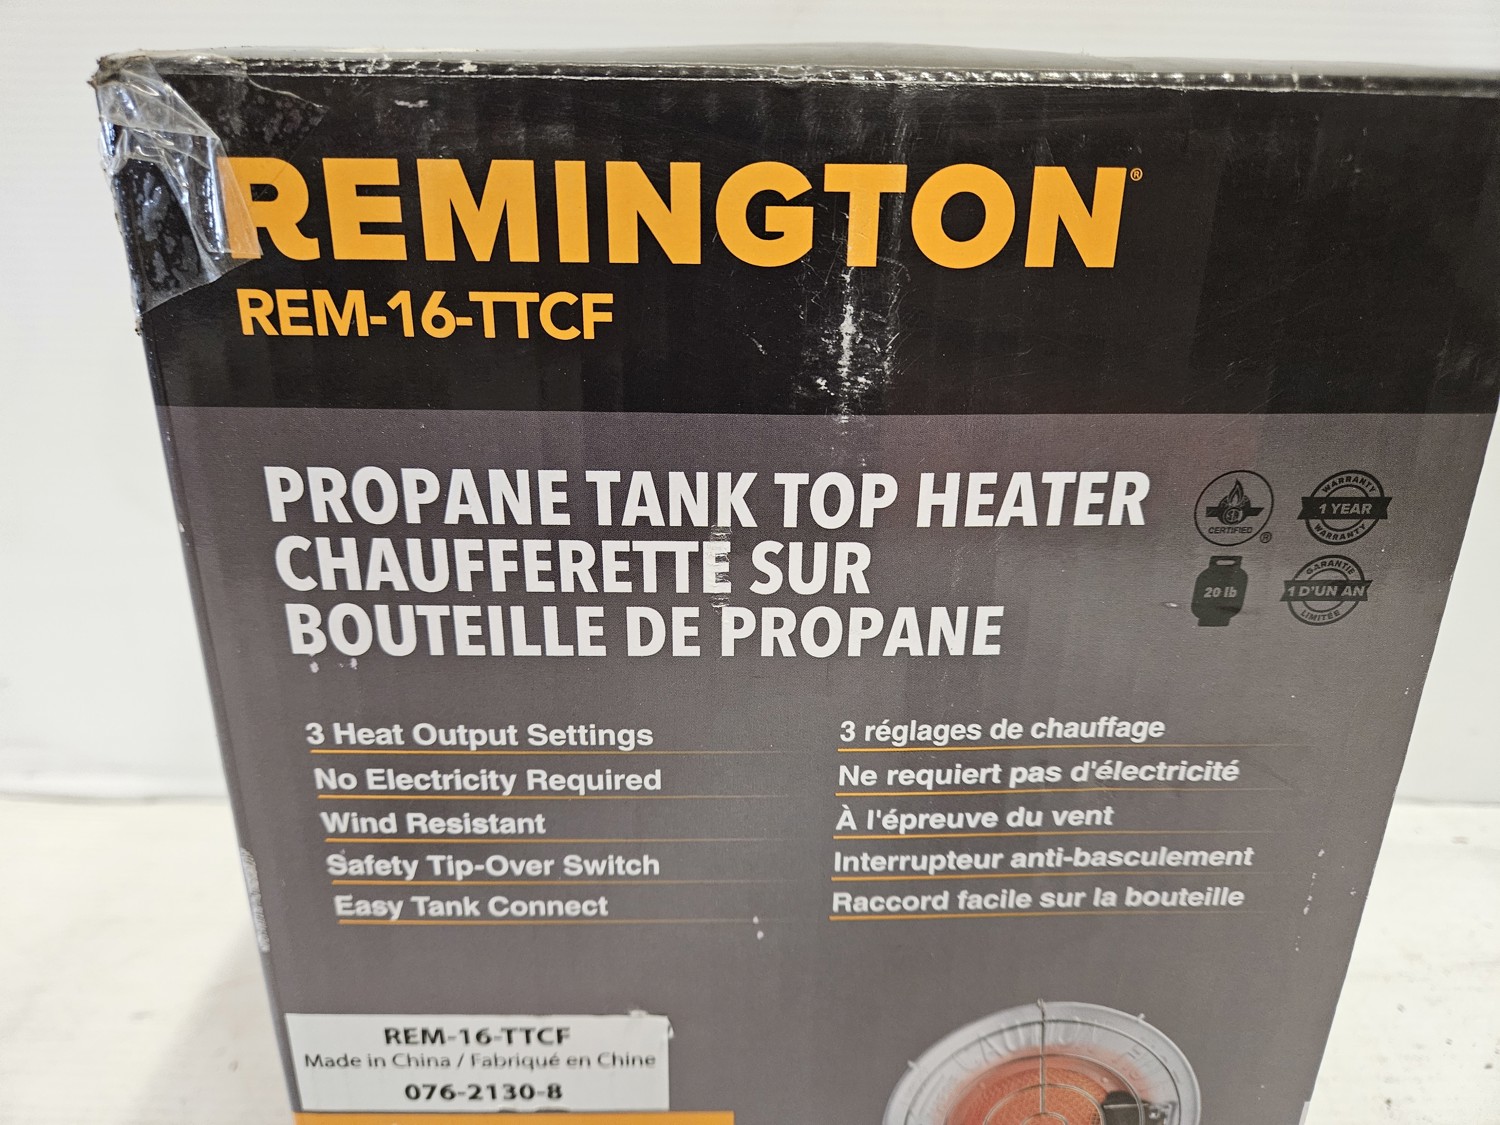 REMINGTON®
REM-16-TTCF
PROPANE TANK TOP HEATER
CHAUFFERETTE SUR
BOUTEILLE DE PROPANE
CERTIFIED ®
WARRANTY
1 YEAR
WARRANTY
20 lb
GARANTIE
1 D'UN AN
LIMITÉE
3 Heat Output Settings
No Electricity Required
Wind Resistant
Safety Tip-Over Switch
Easy Tank Connect
3 réglages de chauffage
Ne requiert pas d'électricité
À l'épreuve du vent
Interrupteur anti-basculement
Raccord facile sur la bouteille
REM-16-TTCF
Made in China / Fabriqué en Chine
076-2130-8
CAUTION